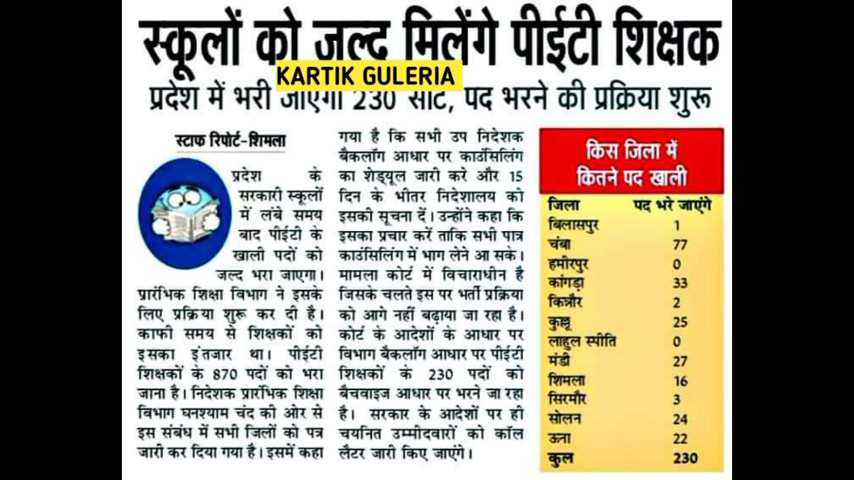 स्कूलों को जल्द मिलेंगे पीईटी शिक्षक
KARTIK GULERIA
प्रदेश में भरी जाएंगी 230 सीटें, पद भरने की प्रक्रिया शुरू
स्टाफ रिपोर्ट-शिमला
प्रदेश के
सरकारी स्कूलों
में लंबे समय
बाद पीईटी के
खाली पदों को
जल्द भरा जाएगा।
प्रारंभिक शिक्षा विभाग ने इसके
लिए प्रक्रिया शुरू कर दी है।
काफी समय से शिक्षकों को
इसका इंतजार था। पीईटी
शिक्षकों के 870 पदों को भरा
जाना है। निदेशक प्रारंभिक शिक्षा
विभाग घनश्याम चंद की ओर से
इस संबंध में सभी जिलों को पत्र
जारी कर दिया गया है। इसमें कहा
गया है कि सभी उप निदेशक
बैकलॉग आधार पर काउंसिलिंग
का शेड्यूल जारी करे और 15
दिन के भीतर निदेशालय को
इसकी सूचना दें। उन्होंने कहा कि
इसका प्रचार करें ताकि सभी पात्र
काउंसिलिंग में भाग लेने आ सके।
मामला कोर्ट में विचाराधीन है
जिसके चलते इस पर भर्ती प्रक्रिया
को आगे नहीं बढ़ाया जा रहा है।
कोर्ट के आदेशों के आधार पर
विभाग बैकलॉग आधार पर पीईटी
शिक्षकों के 230 पदों को
बैचवाइज आधार पर भरने जा रहा
है। सरकार के आदेशों पर ही
चयनित उम्मीदवारों को कॉल
लैटर जारी किए जाएंगे।
किस जिला में
कितने पद खाली
जिला पद भरे जाएंगे
बिलासपुर 1
चंबा 77
हमीरपुर 0
कांगड़ा 33
किन्नौर 2
कुल्लू 25
लाहुल स्पीति 0
मंडी 27
शिमला 16
सिरमौर 3
सोलन 24
ऊना 22
कुल 230